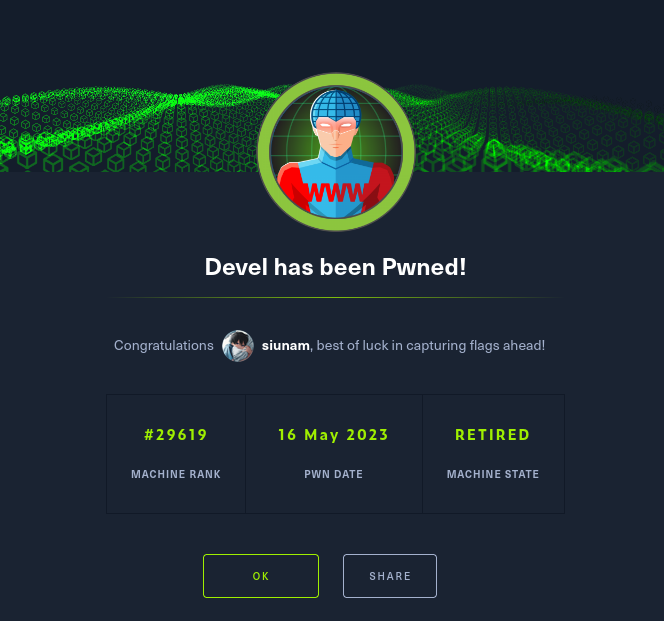 WWW
Devel has been Pwned!
Congratulations siunam, best of luck in capturing flags ahead!
#29619 16 May 2023 RETIRED
MACHINE RANK PWN DATE MACHINE STATE
OK SHARE